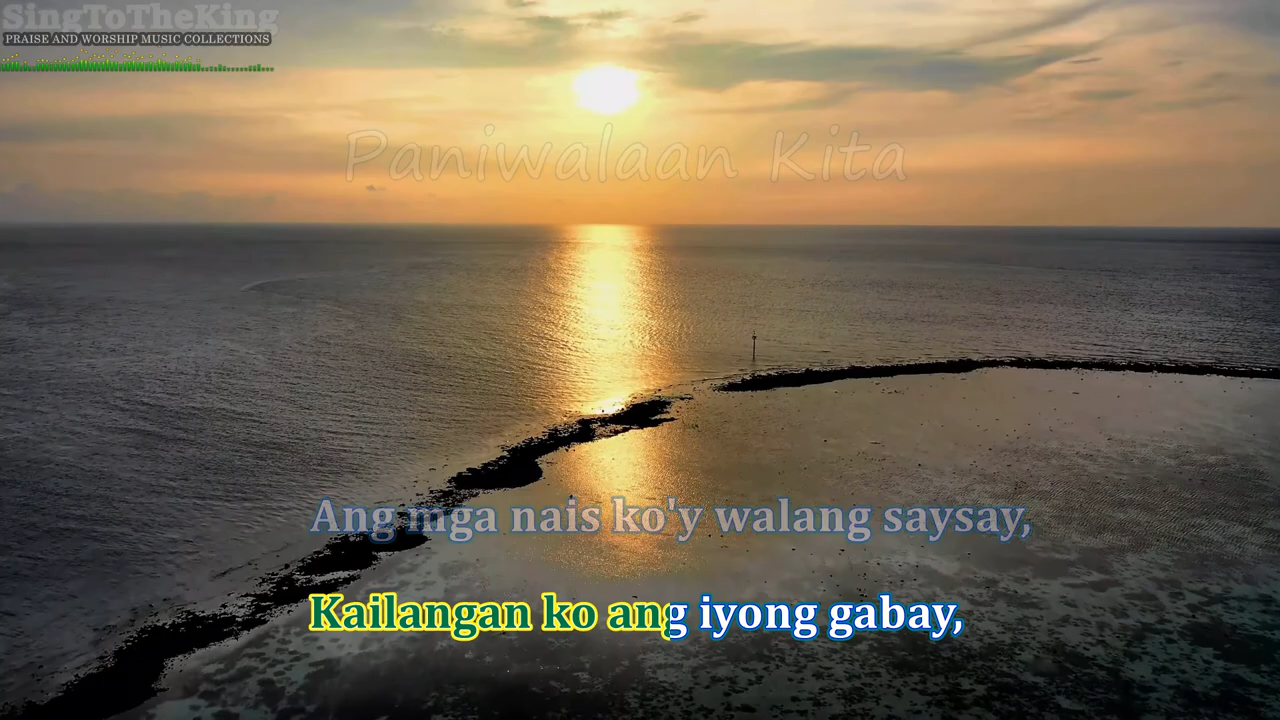 SingToTheKing
PRAISE AND WORSHIP MUSIC COLLECTIONS
Paniwalaan Kita
Ang mga nais ko'y walang saysay,
Kailangan ko ang iyong gabay,